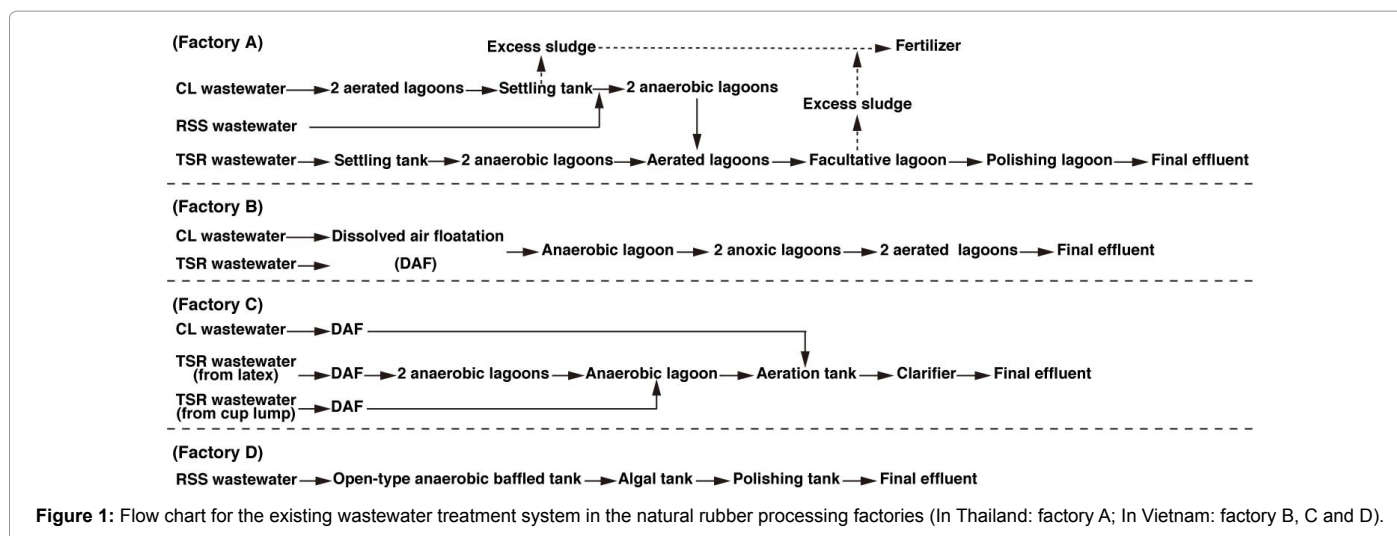 (Factory A)
Excess sludge Fertilizer
CL wastewater 2 aerated lagoons Settling tank 2 anaerobic lagoons
Excess sludge
RSS wastewater
TSR wastewater Settling tank 2 anaerobic lagoons Aerated lagoons Facultative lagoon Polishing lagoon Final effluent
(Factory B)
CL wastewater Dissolved air floatation
Anaerobic lagoon 2 anoxic lagoons 2 aerated lagoons Final effluent
TSR wastewater (DAF)
(Factory C)
CL wastewater DAF
TSR wastewater
(from latex) DAF 2 anaerobic lagoons Anaerobic lagoon Aeration tank Clarifier Final effluent
TSR wastewater
(from cup lump) DAF
(Factory D)
RSS wastewater Open-type anaerobic baffled tank Algal tank Polishing tank Final effluent
Figure 1: Flow chart for the existing wastewater treatment system in the natural rubber processing factories (In Thailand: factory A; In Vietnam: factory B, C and D).